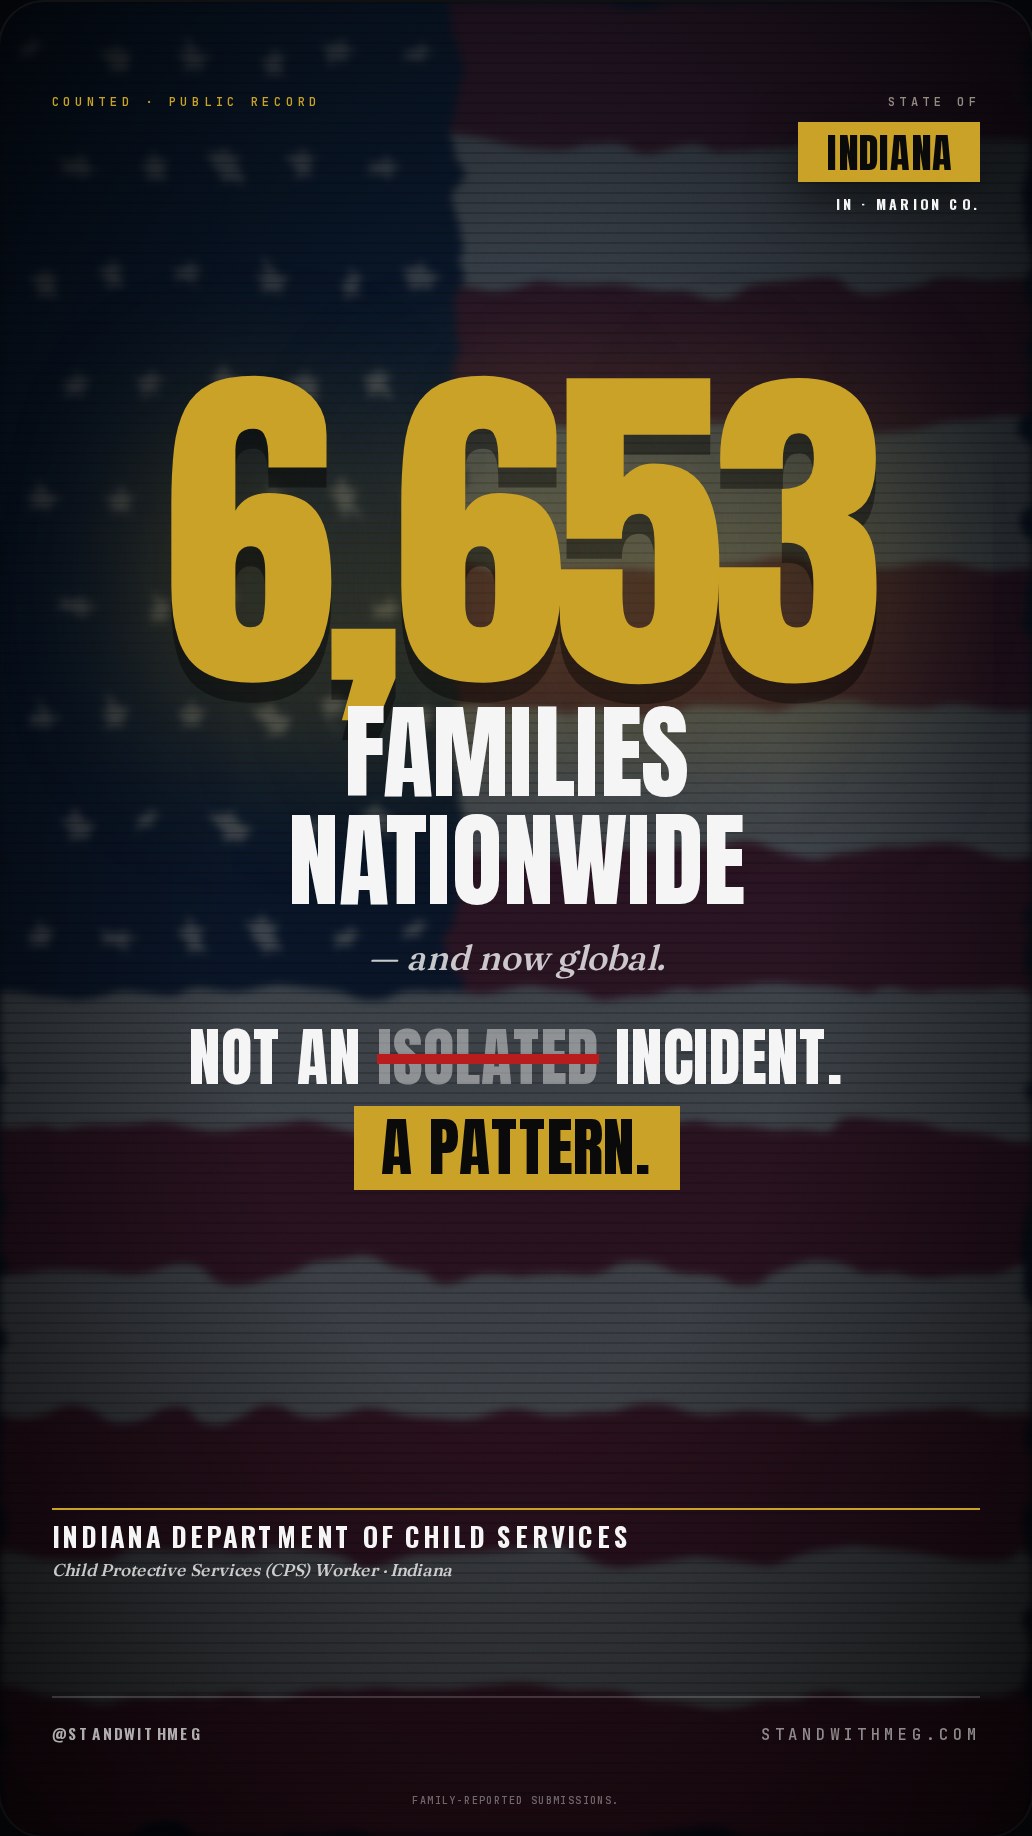 COUNTED · PUBLIC RECORD
STATE OF
INDIANA
IN · MARION CO.
6,653
FAMILIES
NATIONWIDE
— and now global.
NOT AN ISOLATED INCIDENT.
A PATTERN.
INDIANA DEPARTMENT OF CHILD SERVICES
Child Protective Services (CPS) Worker · Indiana
@STANDWITHMEG
STANDWITHMEG.COM
FAMILY-REPORTED SUBMISSIONS.